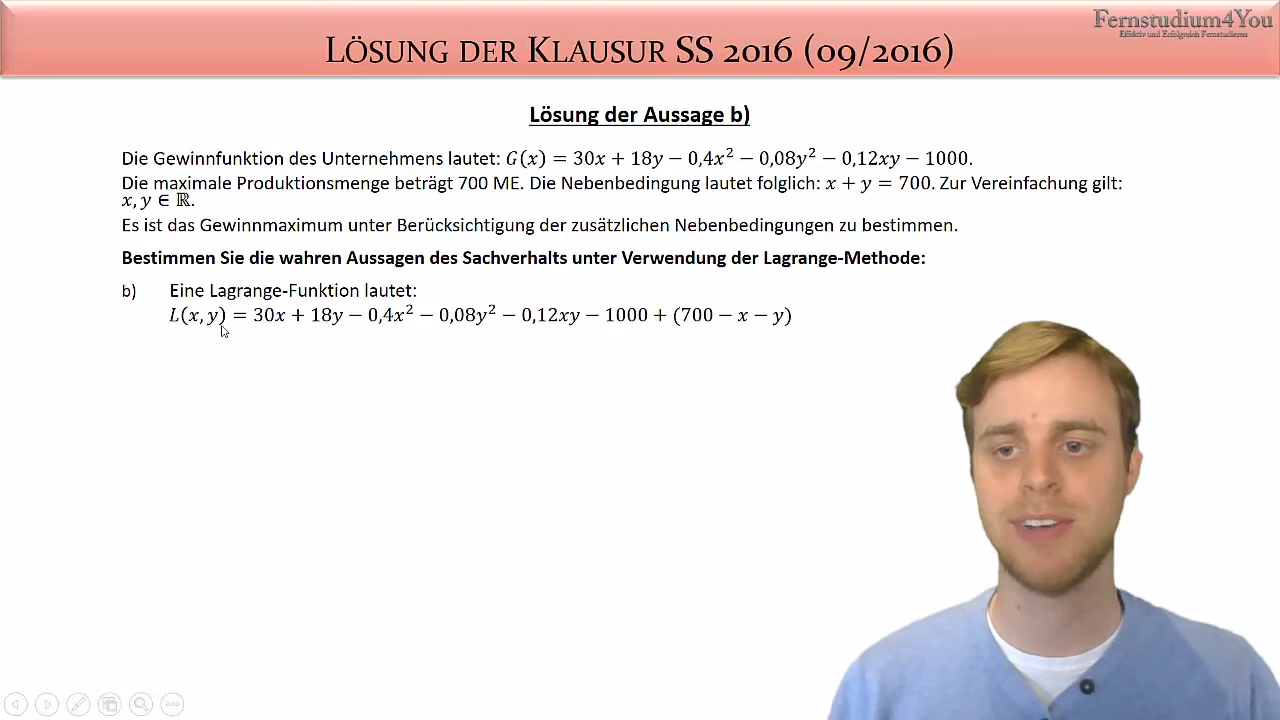 Fernstudium4You
Effektiv und Erfolgreich Fernstudieren
LÖSUNG DER KLAUSUR SS 2016 (09/2016)
Lösung der Aussage b)
Die Gewinnfunktion des Unternehmens lautet: G(x) = 30x + 18y − 0,4x² − 0,08y² − 0,12xy − 1000.
Die maximale Produktionsmenge beträgt 700 ME. Die Nebenbedingung lautet folglich: x + y = 700. Zur Vereinfachung gilt:
x, y ∈ ℝ.
Es ist das Gewinnmaximum unter Berücksichtigung der zusätzlichen Nebenbedingungen zu bestimmen.
Bestimmen Sie die wahren Aussagen des Sachverhalts unter Verwendung der Lagrange-Methode:
b) Eine Lagrange-Funktion lautet:
L(x, y) = 30x + 18y − 0,4x² − 0,08y² − 0,12xy − 1000 + (700 − x − y)